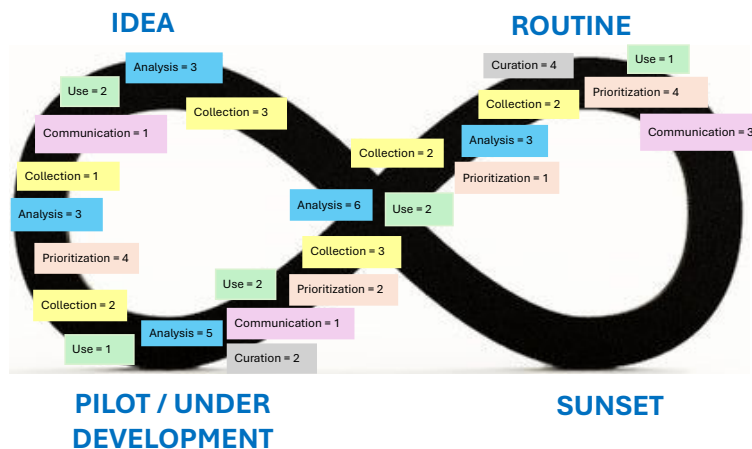 IDEA
ROUTINE
Analysis = 3
Use = 2
Collection = 3
Communication = 1
Collection = 1
Analysis = 3
Prioritization = 4
Collection = 2
Use = 1
Analysis = 5
Use = 2
Communication = 1
Curation = 2
Prioritization = 2
Collection = 3
Analysis = 6
Use = 2
Collection = 2
Prioritization = 1
Analysis = 3
Collection = 2
Curation = 4
Use = 1
Prioritization = 4
Communication = 3
PILOT / UNDER
DEVELOPMENT
SUNSET